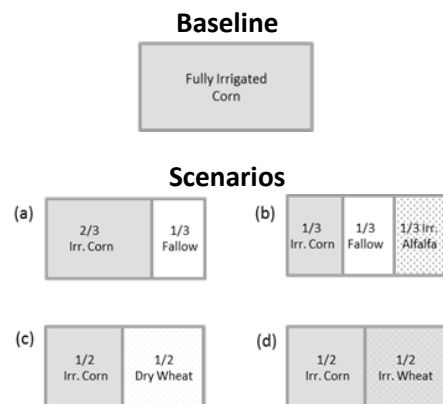 Baseline
Fully Irrigated
Corn
Scenarios
(a)
2/3
Irr. Corn
1/3
Fallow
(b)
1/3
Irr. Corn
1/3
Fallow
1/3 Irr.
Alfalfa
(c)
1/2
Irr. Corn
1/2
Dry Wheat
(d)
1/2
Irr. Corn
1/2
Irr. Wheat